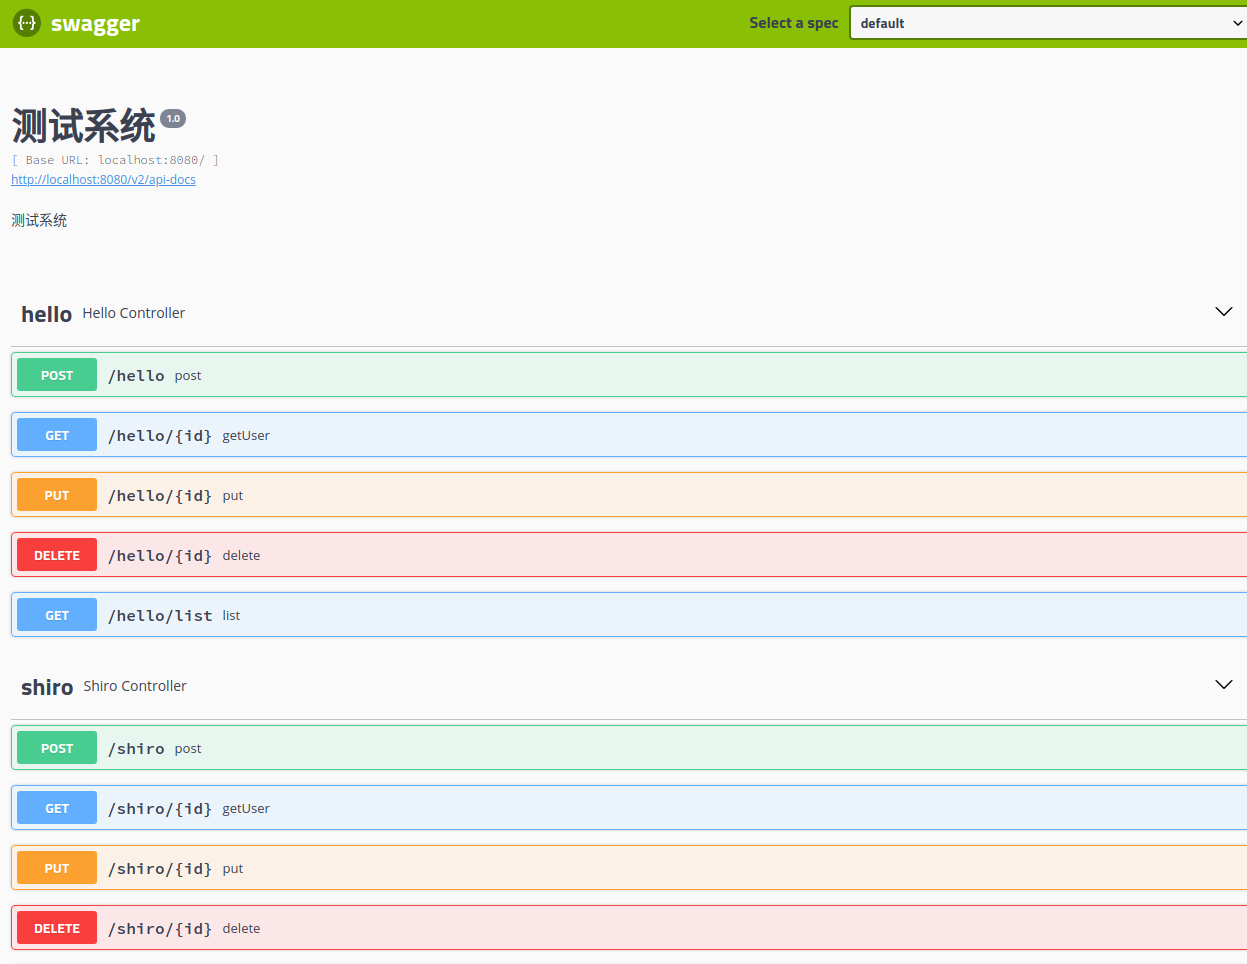 {···} swagger Select a spec default
测试系统 1.0
[ Base URL: localhost:8080/ ]
http://localhost:8080/v2/api-docs
测试系统
hello Hello Controller
POST /hello post
GET /hello/{id} getUser
PUT /hello/{id} put
DELETE /hello/{id} delete
GET /hello/list list
shiro Shiro Controller
POST /shiro post
GET /shiro/{id} getUser
PUT /shiro/{id} put
DELETE /shiro/{id} delete